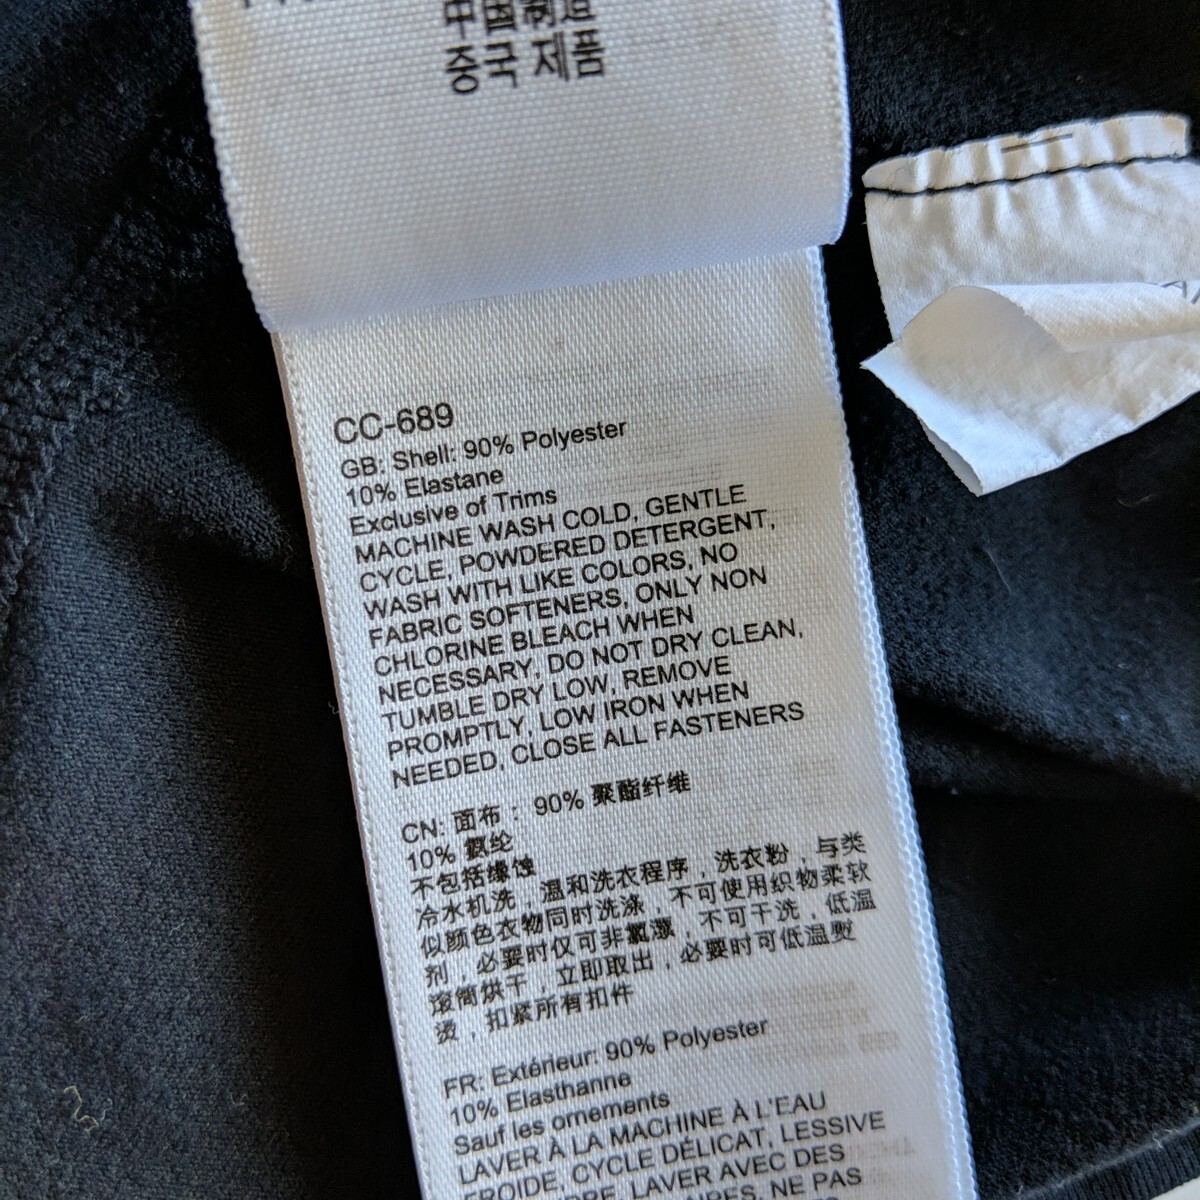 中国制造
중국 제품
CC-689
GB: Shell: 90% Polyester
10% Elastane
Exclusive of Trims
MACHINE WASH COLD, GENTLE
CYCLE, POWDERED DETERGENT,
WASH WITH LIKE COLORS, NO
FABRIC SOFTENERS, ONLY NON
CHLORINE BLEACH WHEN
NECESSARY, DO NOT DRY CLEAN,
TUMBLE DRY LOW, REMOVE
PROMPTLY, LOW IRON WHEN
NEEDED, CLOSE ALL FASTENERS
CN: 面布： 90% 聚酯纤维
10% 氨纶
不包括缘蚀
冷水机洗，温和洗衣程序，洗衣粉，与类
似颜色衣物同时洗涤，不可使用织物柔软
剂，必要时仅可非氯漂，不可干洗，低温
滚筒烘干，立即取出，必要时可低温熨
烫，扣紧所有扣件
FR: Extérieur: 90% Polyester
10% Elasthanne
Sauf les ornements
LAVER À LA MACHINE À L'EAU
FROIDE, CYCLE DÉLICAT, LESSIVE
LAVER AVEC DES
NE PAS